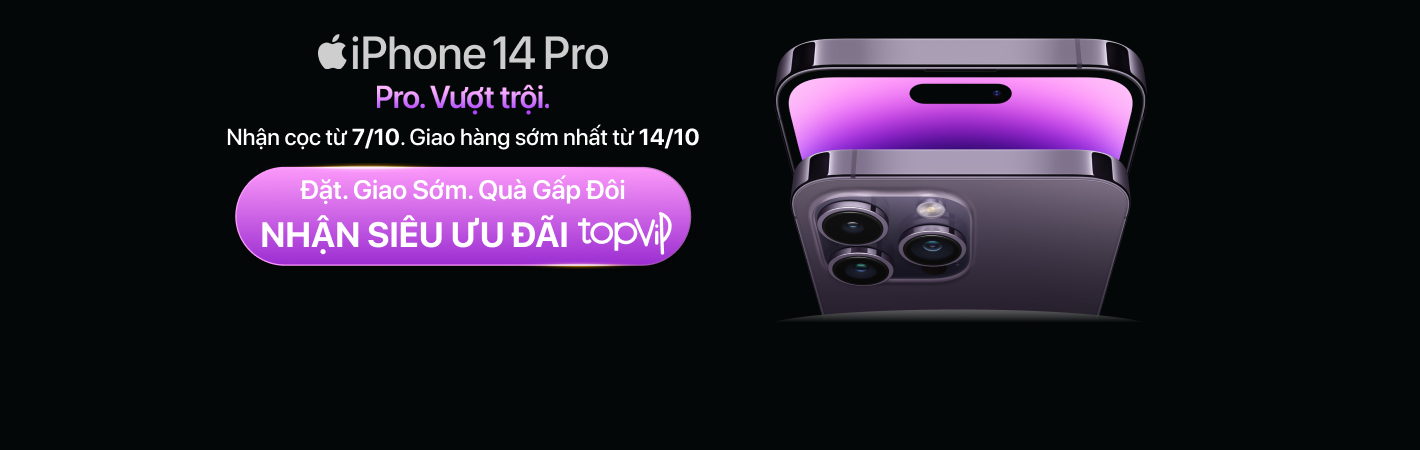 iPhone 14 Pro
Pro. Vượt trội.
Nhận cọc từ 7/10. Giao hàng sớm nhất từ 14/10
Đặt. Giao Sớm. Quà Gấp Đôi
NHẬN SIÊU ƯU ĐÃI topVip